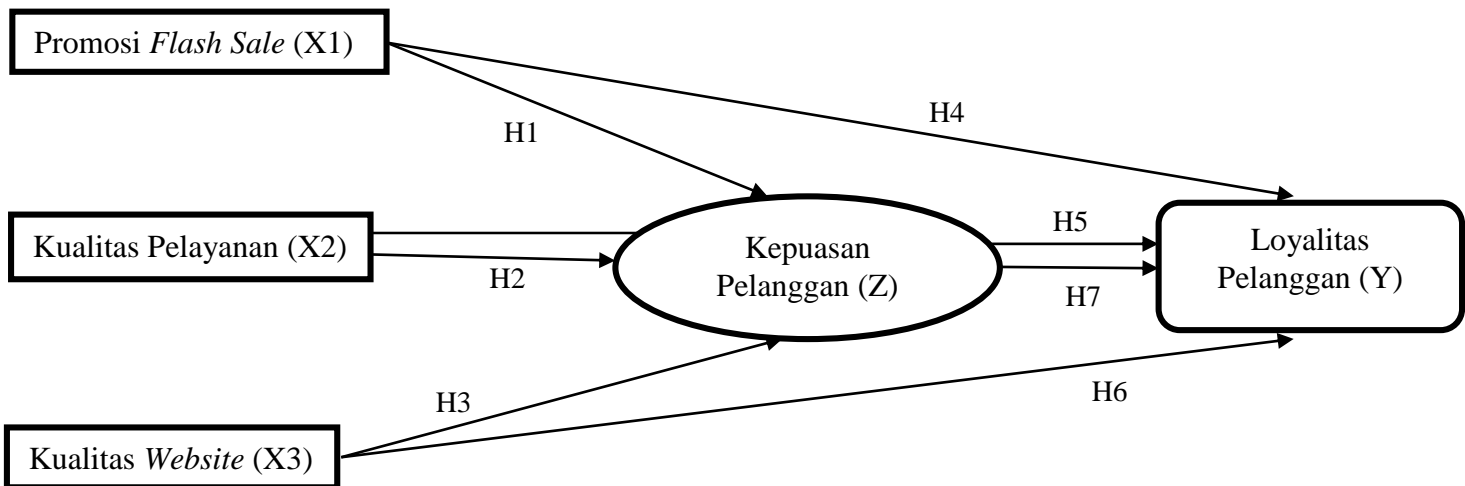 Promosi Flash Sale (X1)
H4
H1
Kualitas Pelayanan (X2)
H2
Kepuasan
Pelanggan (Z)
H5
H7
Loyalitas
Pelanggan (Y)
H3
H6
Kualitas Website (X3)